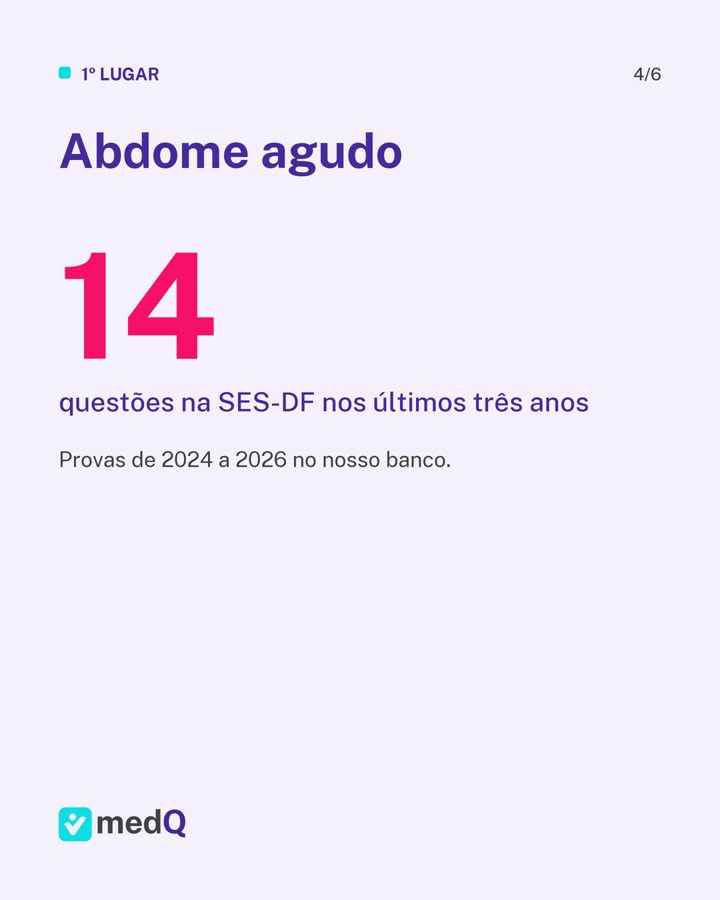 1º LUGAR
4/6
Abdome agudo
14
questões na SES-DF nos últimos três anos
Provas de 2024 a 2026 no nosso banco.
medQ